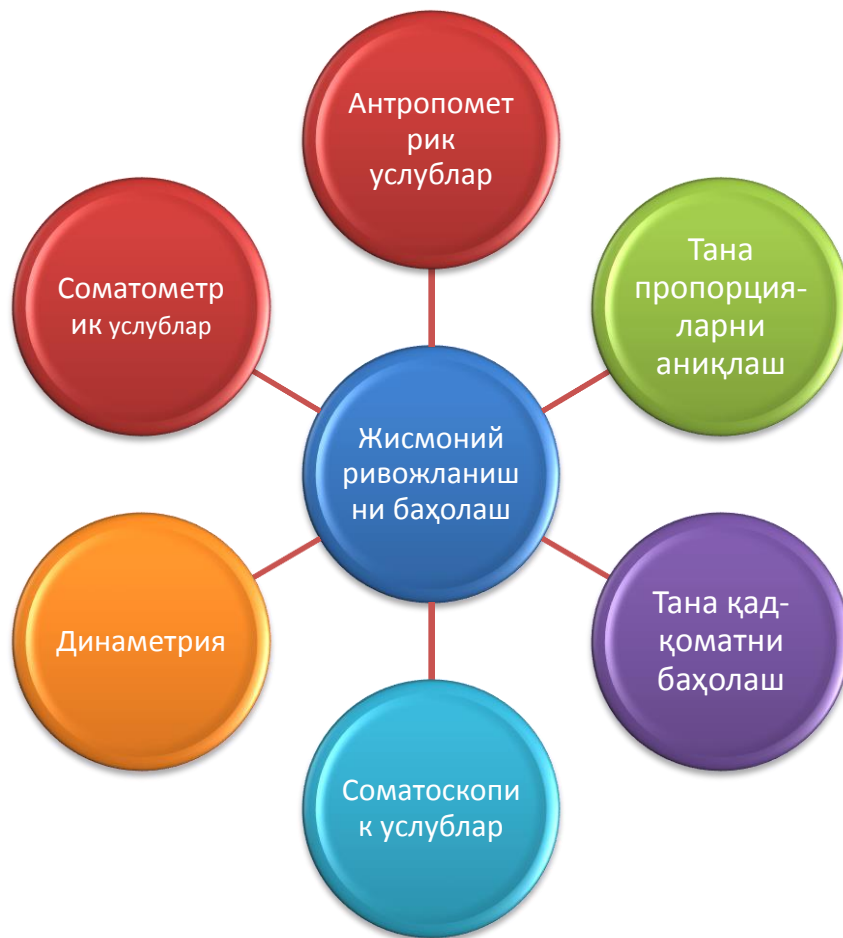 Антропомет
рик
услублар
Соматометр
ик услублар
Тана
пропорция-
ларни
аниқлаш
Жисмоний
ривожланиш
ни баҳолаш
Динаметрия
Тана қад-
қоматни
баҳолаш
Соматоскопи
к услублар